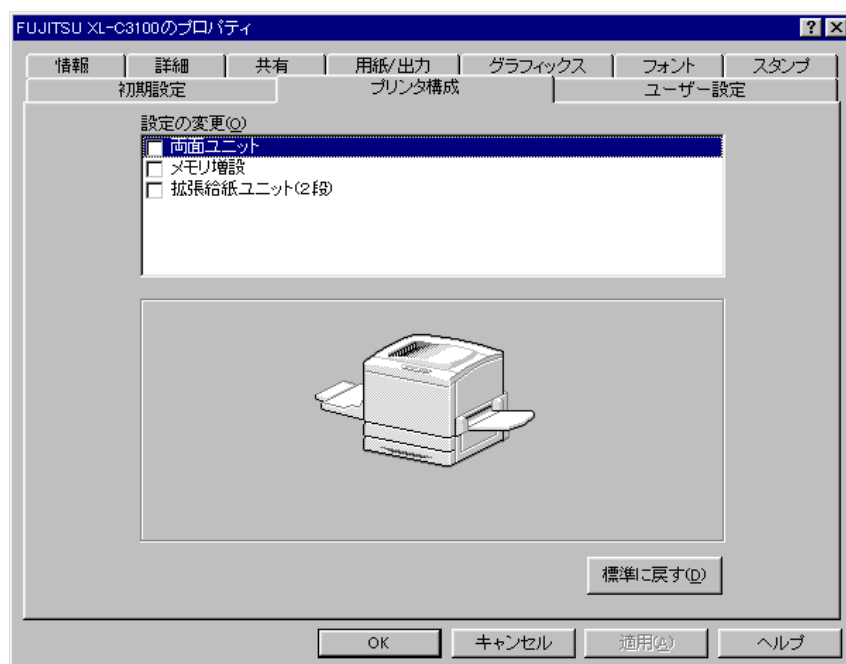 FUJITSU XL-C3100のプロパティ
情報 詳細 共有 用紙/出力 グラフィックス フォント スタンプ
初期設定 プリンタ構成 ユーザー設定
設定の変更(O)
両面ユニット
メモリ増設
拡張給紙ユニット(2段)
標準に戻す(D)
OK キャンセル 適用(A) ヘルプ